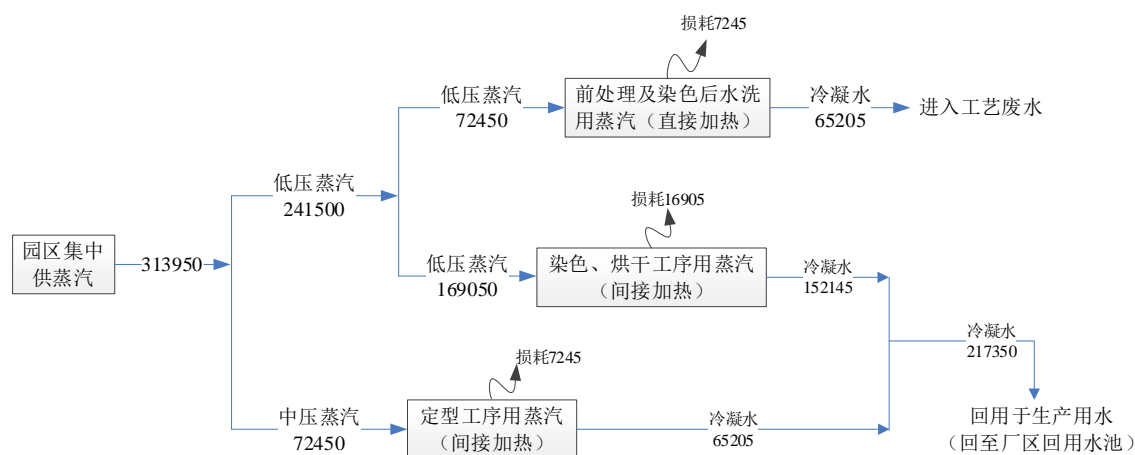 园区集中
供蒸汽
313950
低压蒸汽
241500
低压蒸汽
72450
损耗7245
前处理及染色后水洗
用蒸汽（直接加热）
冷凝水
65205
进入工艺废水
低压蒸汽
169050
损耗16905
染色、烘干工序用蒸汽
（间接加热）
冷凝水
152145
中压蒸汽
72450
损耗7245
定型工序用蒸汽
（间接加热）
冷凝水
65205
冷凝水
217350
回用于生产用水
（回至厂区回用水池）